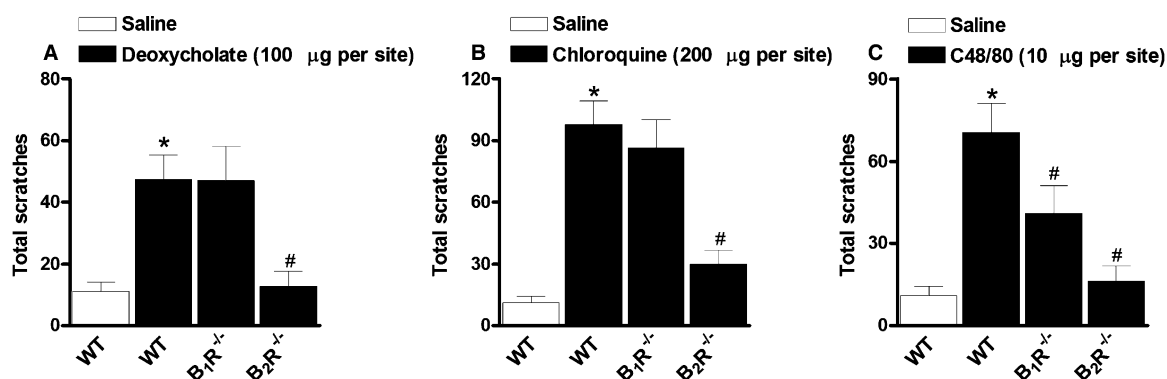 A
Saline
Deoxycholate (100 μg per site)
Total scratches
80
60
40
20
0
*
#
WT
WT
B₁R⁻/⁻
B₂R⁻/⁻
B
Saline
Chloroquine (200 μg per site)
Total scratches
120
90
60
30
0
*
#
WT
WT
B₁R⁻/⁻
B₂R⁻/⁻
C
Saline
C48/80 (10 μg per site)
Total scratches
90
60
30
0
*
#
#
WT
WT
B₁R⁻/⁻
B₂R⁻/⁻